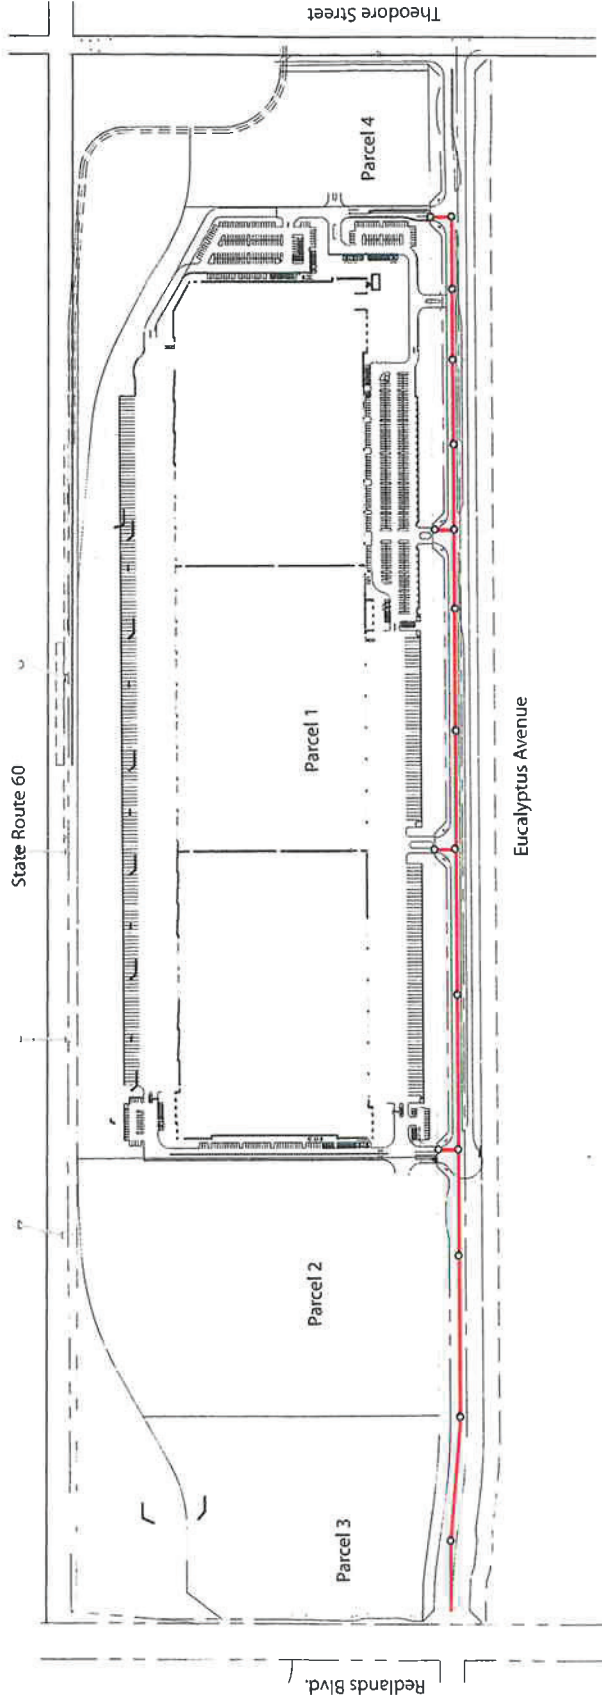 Theodore Street
Parcel 4
State Route 60
Parcel 1
Eucalyptus Avenue
Parcel 2
Parcel 3
Redlands Blvd.